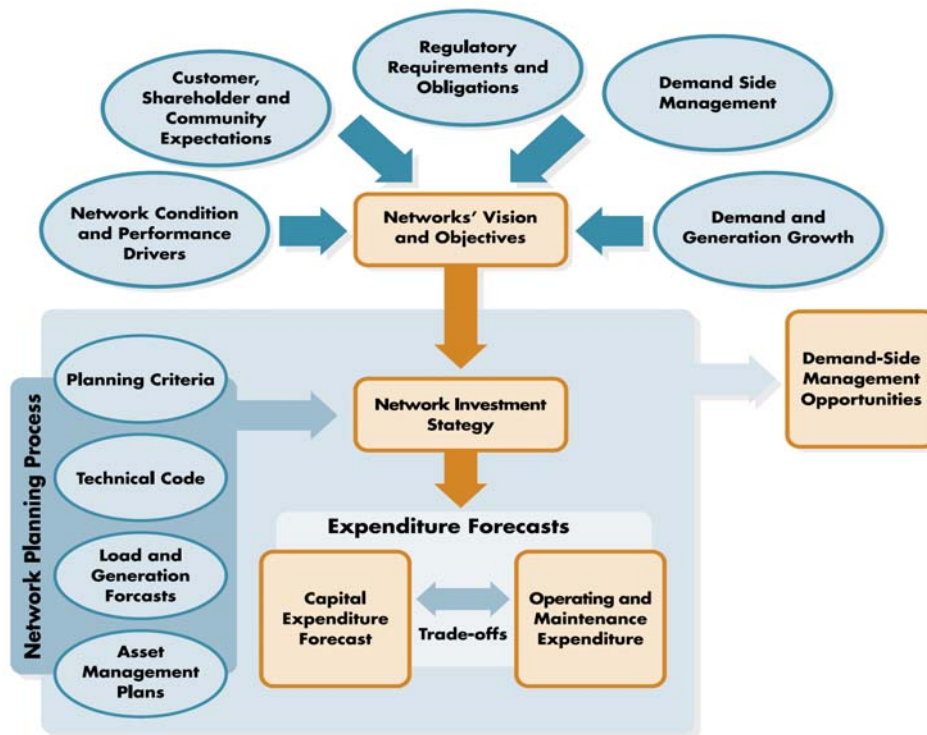 Regulatory
Requirements and
Obligations
Customer,
Shareholder and
Community
Expectations
Demand Side
Management
Network Condition
and Performance
Drivers
Networks' Vision
and Objectives
Demand and
Generation Growth
Network Planning Process
Planning Criteria
Technical Code
Load and
Generation
Forcasts
Asset
Management
Plans
Network Investment
Stategy
Demand-Side
Management
Opportunities
Expenditure Forecasts
Capital
Expenditure
Forecast
Trade-offs
Operating and
Maintenance
Expenditure